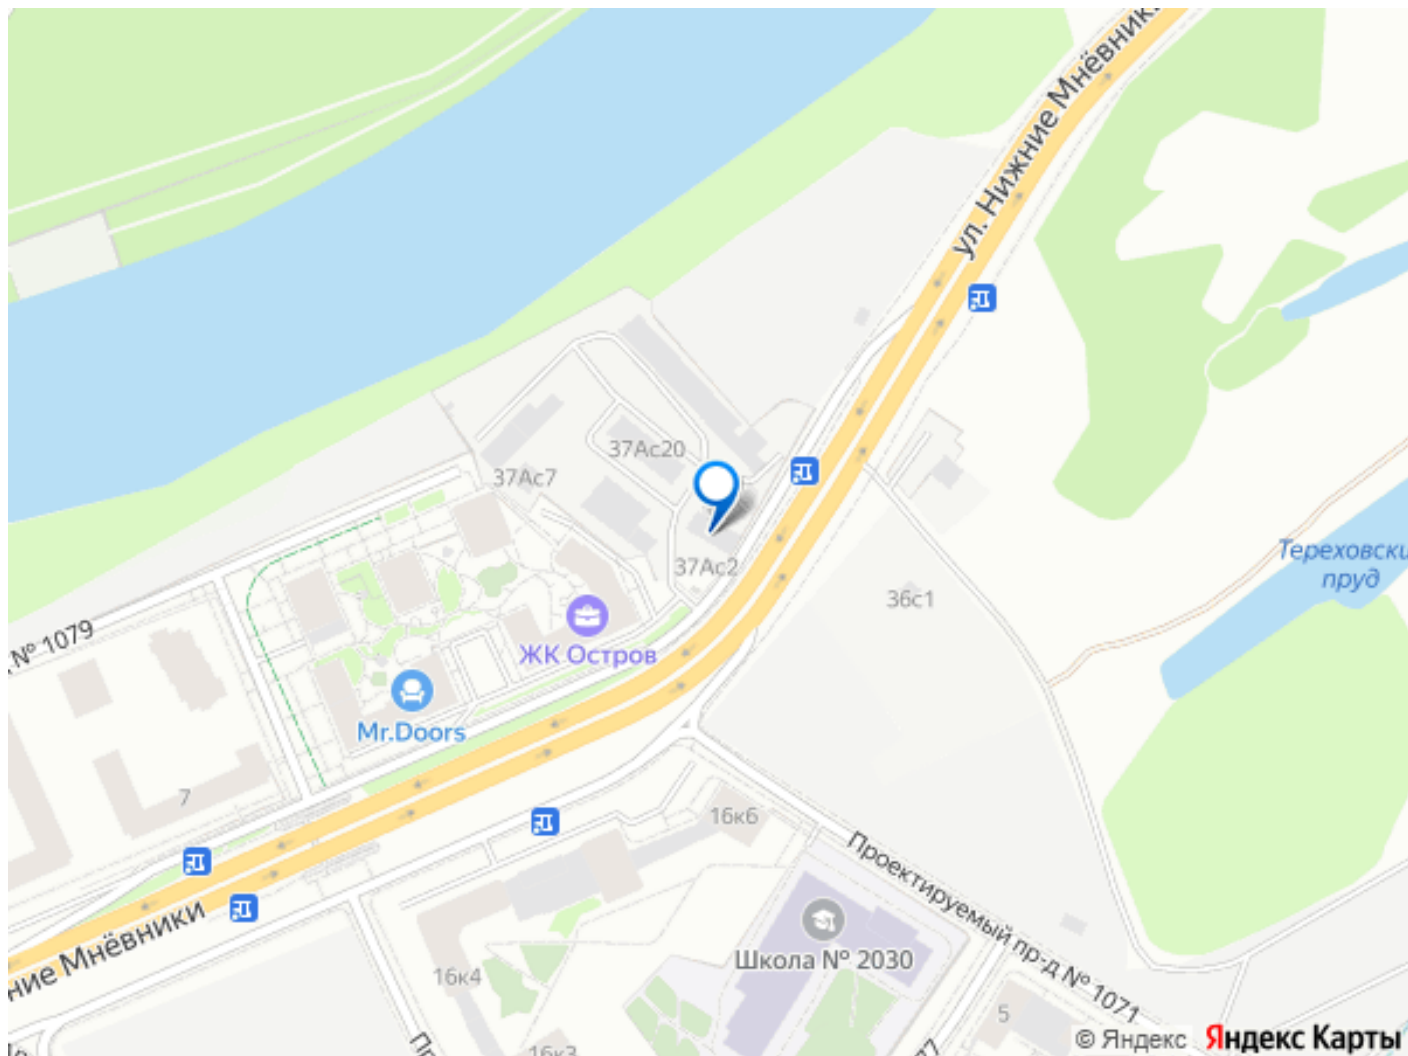 ул. Нижние Мнёвники
37Ас20
37Ас7
37Ас2
Тереховски
пруд
36с1
№ 1079
ЖК Остров
Mr.Doors
7
16к6
Проектируемый пр-д № 1071
ние Мнёвники
Школа № 2030
16к4
5
16к3
© Яндекс Яндекс Карты